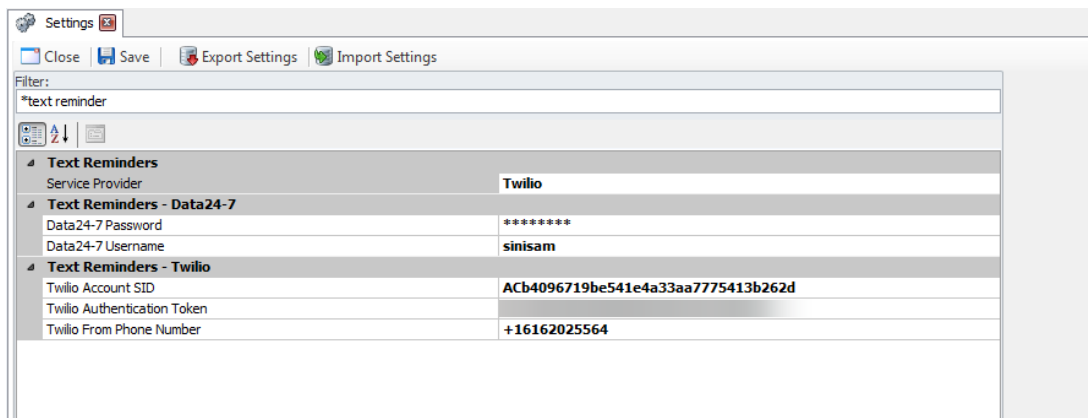 Settings
Close Save Export Settings Import Settings
Filter:
*text reminder
Text Reminders
Service Provider Twilio
Text Reminders - Data24-7
Data24-7 Password ********
Data24-7 Username sinisam
Text Reminders - Twilio
Twilio Account SID ACb4096719be541e4a33aa7775413b262d
Twilio Authentication Token
Twilio From Phone Number +16162025564